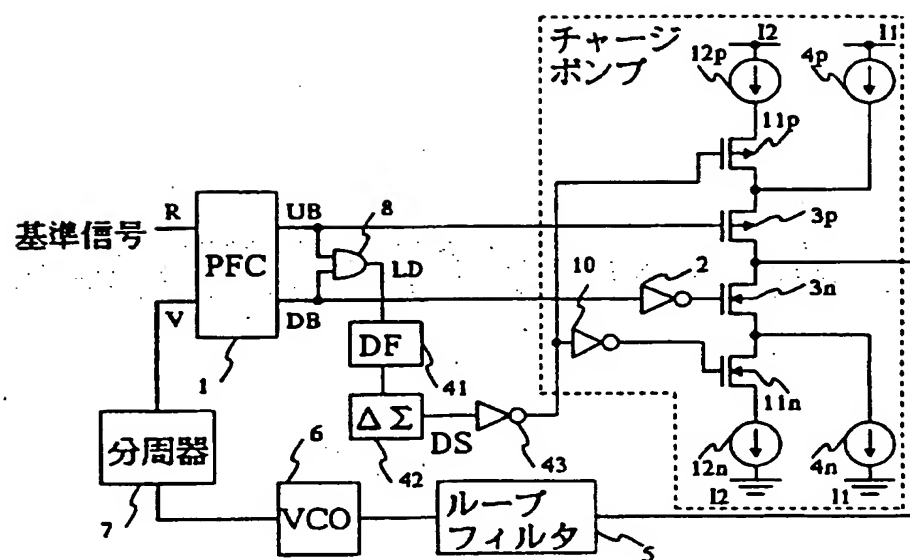 チャージ
ポンプ
I2
I1
12p
4p
11p
8
R
UB
3p
基準信号
PFC
LD
10
2
3n
V
DB
1
DF
41
11n
ΔΣ
DS
42
43
12n
4n
I2
I1
分周器
7
6
VCO
ループ
フィルタ
5